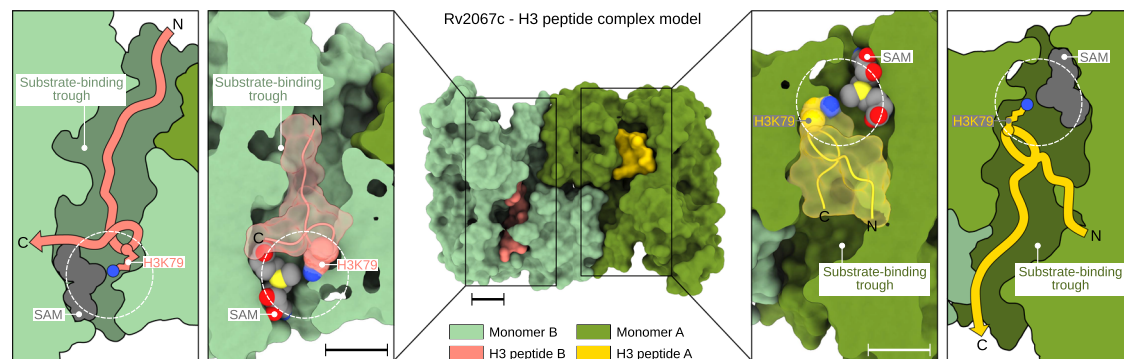 Rv2067c - H3 peptide complex model
N
Substrate-binding
trough
C
H3K79
SAM
Substrate-binding
trough
N
C
H3K79
SAM
SAM
H3K79
C
N
Substrate-binding
trough
SAM
H3K79
N
Substrate-binding
trough
C
Monomer B
Monomer A
H3 peptide B
H3 peptide A